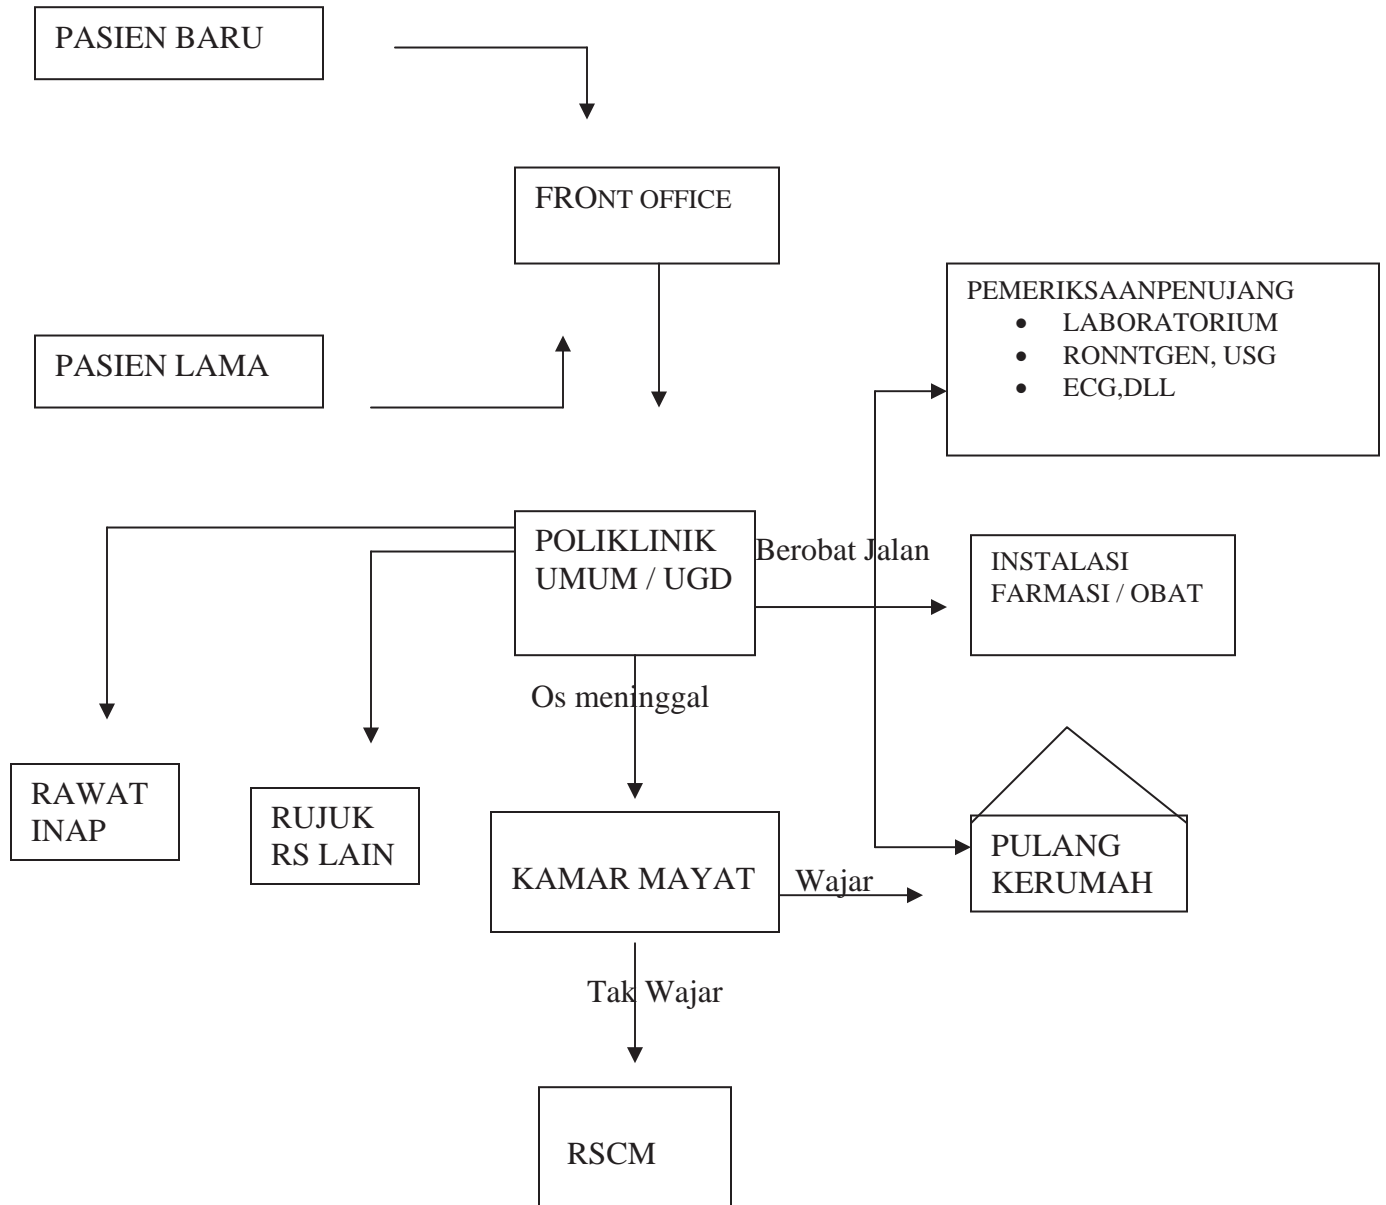 PASIEN BARU
FRONT OFFICE
PASIEN LAMA
PEMERIKSAANPENUJANG
• LABORATORIUM
• RONNTGEN, USG
• ECG,DLL
POLIKLINIK
UMUM / UGD
Berobat Jalan
INSTALASI
FARMASI / OBAT
Os meninggal
RAWAT
INAP
RUJUK
RS LAIN
KAMAR MAYAT
Wajar
PULANG
KERUMAH
Tak Wajar
RSCM